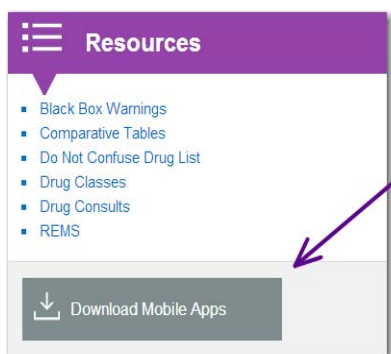 Resources
Black Box Warnings
Comparative Tables
Do Not Confuse Drug List
Drug Classes
Drug Consults
REMS
Download Mobile Apps